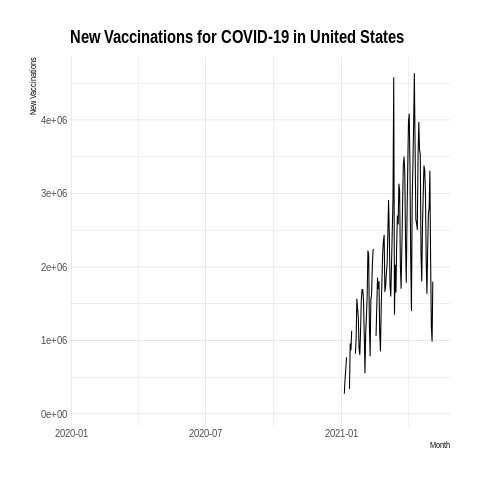 New Vaccinations for COVID-19 in United States
New Vaccinations
4e+06
3e+06
2e+06
1e+06
0e+00
2020-01
2020-07
2021-01
Month